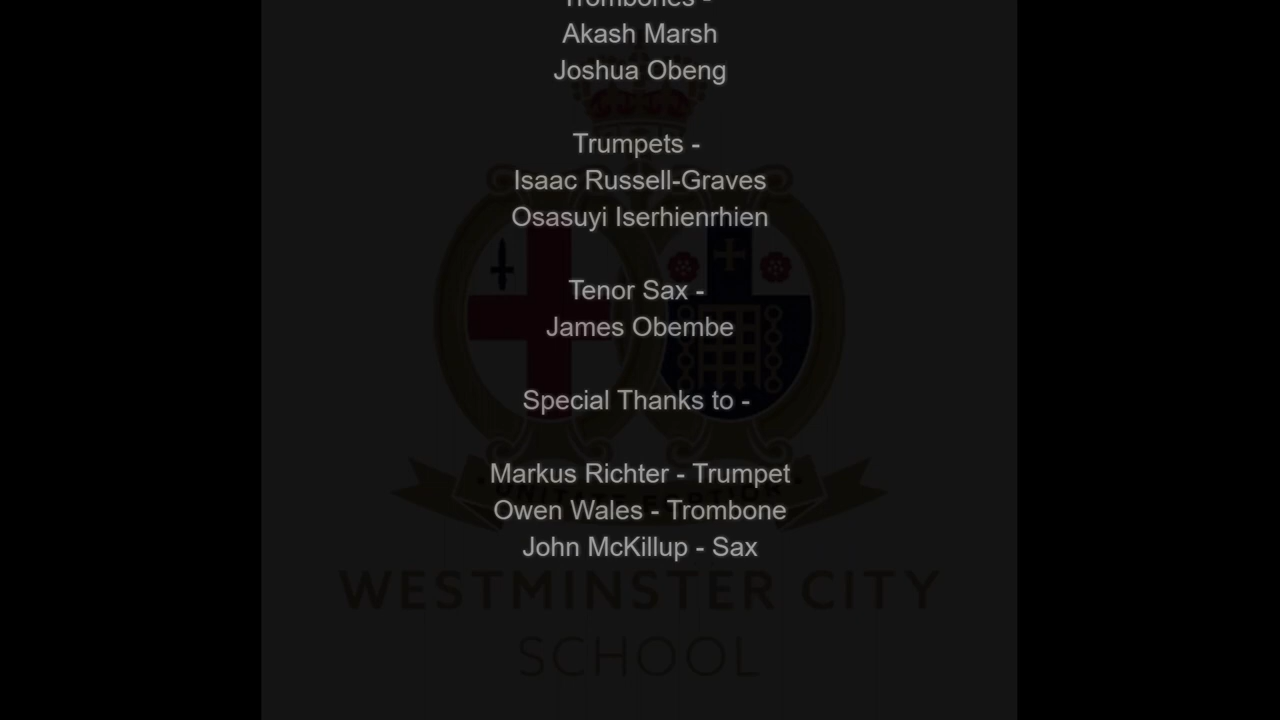 Trombones -
Akash Marsh
Joshua Obeng
Trumpets -
Isaac Russell-Graves
Osasuyi Iserhienrhien
Tenor Sax -
James Obembe
Special Thanks to -
Markus Richter - Trumpet
Owen Wales - Trombone
John McKillup - Sax
WESTMINSTER CITY
SCHOOL